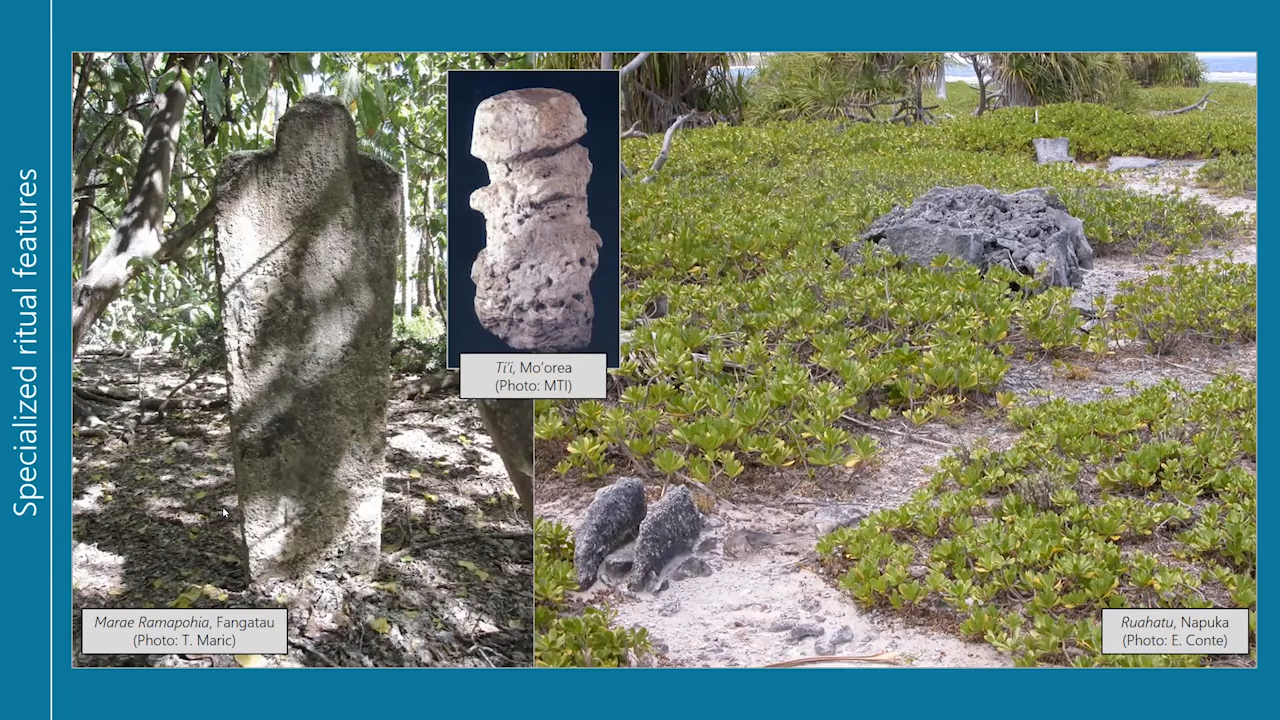 Specialized ritual features
Ti'i, Mo'orea
(Photo: MTI)
Marae Ramapohia, Fangatau
(Photo: T. Maric)
Ruahatu, Napuka
(Photo: E. Conte)